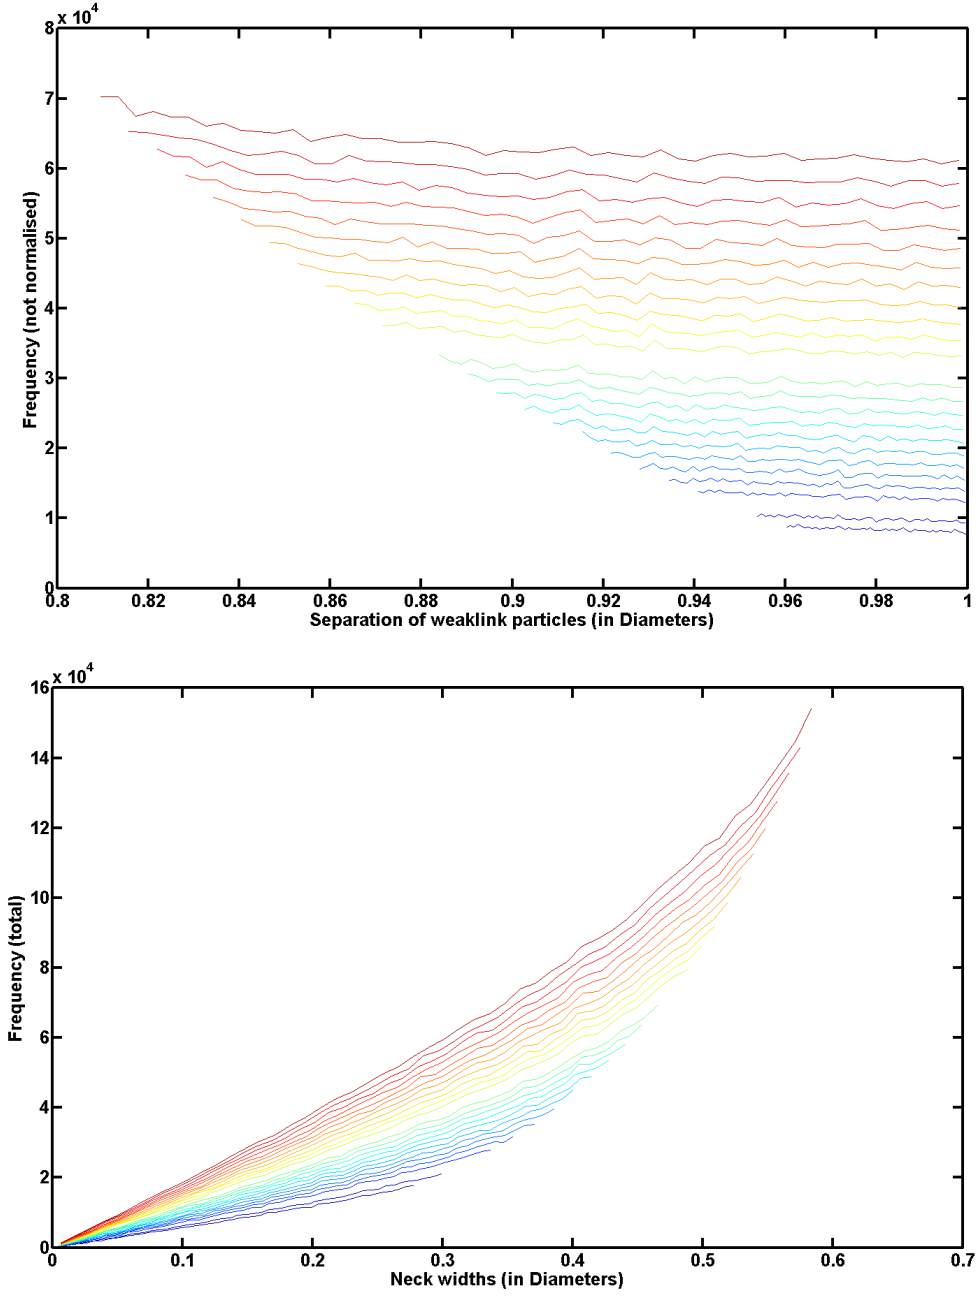 x 10^4
8
7
6
5
4
3
2
1
0
Frequency (not normalised)
0.8 0.82 0.84 0.86 0.88 0.9 0.92 0.94 0.96 0.98 1
Separation of weaklink particles (in Diameters)
x 10^4
16
14
12
10
8
6
4
2
0
Frequency (total)
0 0.1 0.2 0.3 0.4 0.5 0.6 0.7
Neck widths (in Diameters)